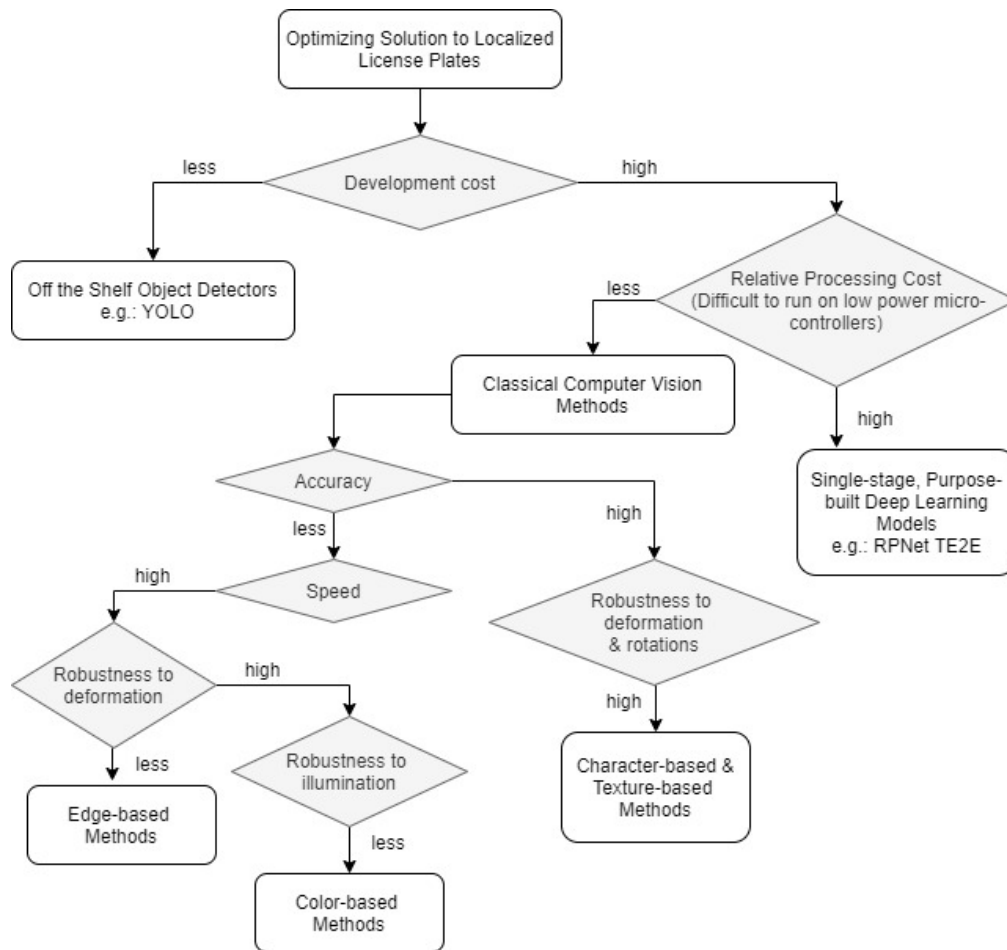 Optimizing Solution to Localized
License Plates
less
high
Development cost
Off the Shelf Object Detectors
e.g.: YOLO
Relative Processing Cost
(Difficult to run on low power micro-
controllers)
less
Classical Computer Vision
Methods
high
Single-stage, Purpose-
built Deep Learning
Models
e.g.: RPNet TE2E
Accuracy
less
high
Speed
high
Robustness to
deformation
& rotations
Robustness to
deformation
high
high
less
Robustness to
illumination
Character-based &
Texture-based
Methods
Edge-based
Methods
less
Color-based
Methods